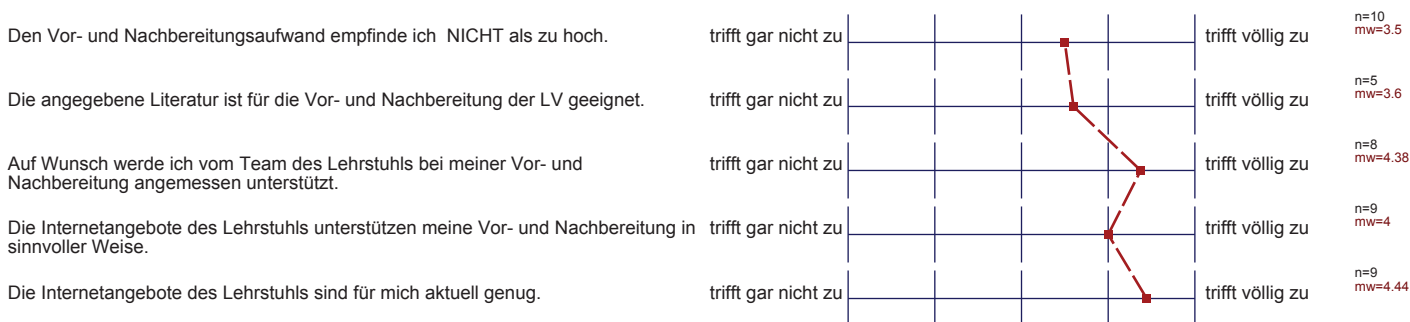 Den Vor- und Nachbereitungsaufwand empfinde ich  NICHT als zu hoch. trifft gar nicht zu trifft völlig zu n=10
mw=3.5
Die angegebene Literatur ist für die Vor- und Nachbereitung der LV geeignet. trifft gar nicht zu trifft völlig zu n=5
mw=3.6
Auf Wunsch werde ich vom Team des Lehrstuhls bei meiner Vor- und
Nachbereitung angemessen unterstützt. trifft gar nicht zu trifft völlig zu n=8
mw=4.38
Die Internetangebote des Lehrstuhls unterstützen meine Vor- und Nachbereitung in
sinnvoller Weise. trifft gar nicht zu trifft völlig zu n=9
mw=4
Die Internetangebote des Lehrstuhls sind für mich aktuell genug. trifft gar nicht zu trifft völlig zu n=9
mw=4.44